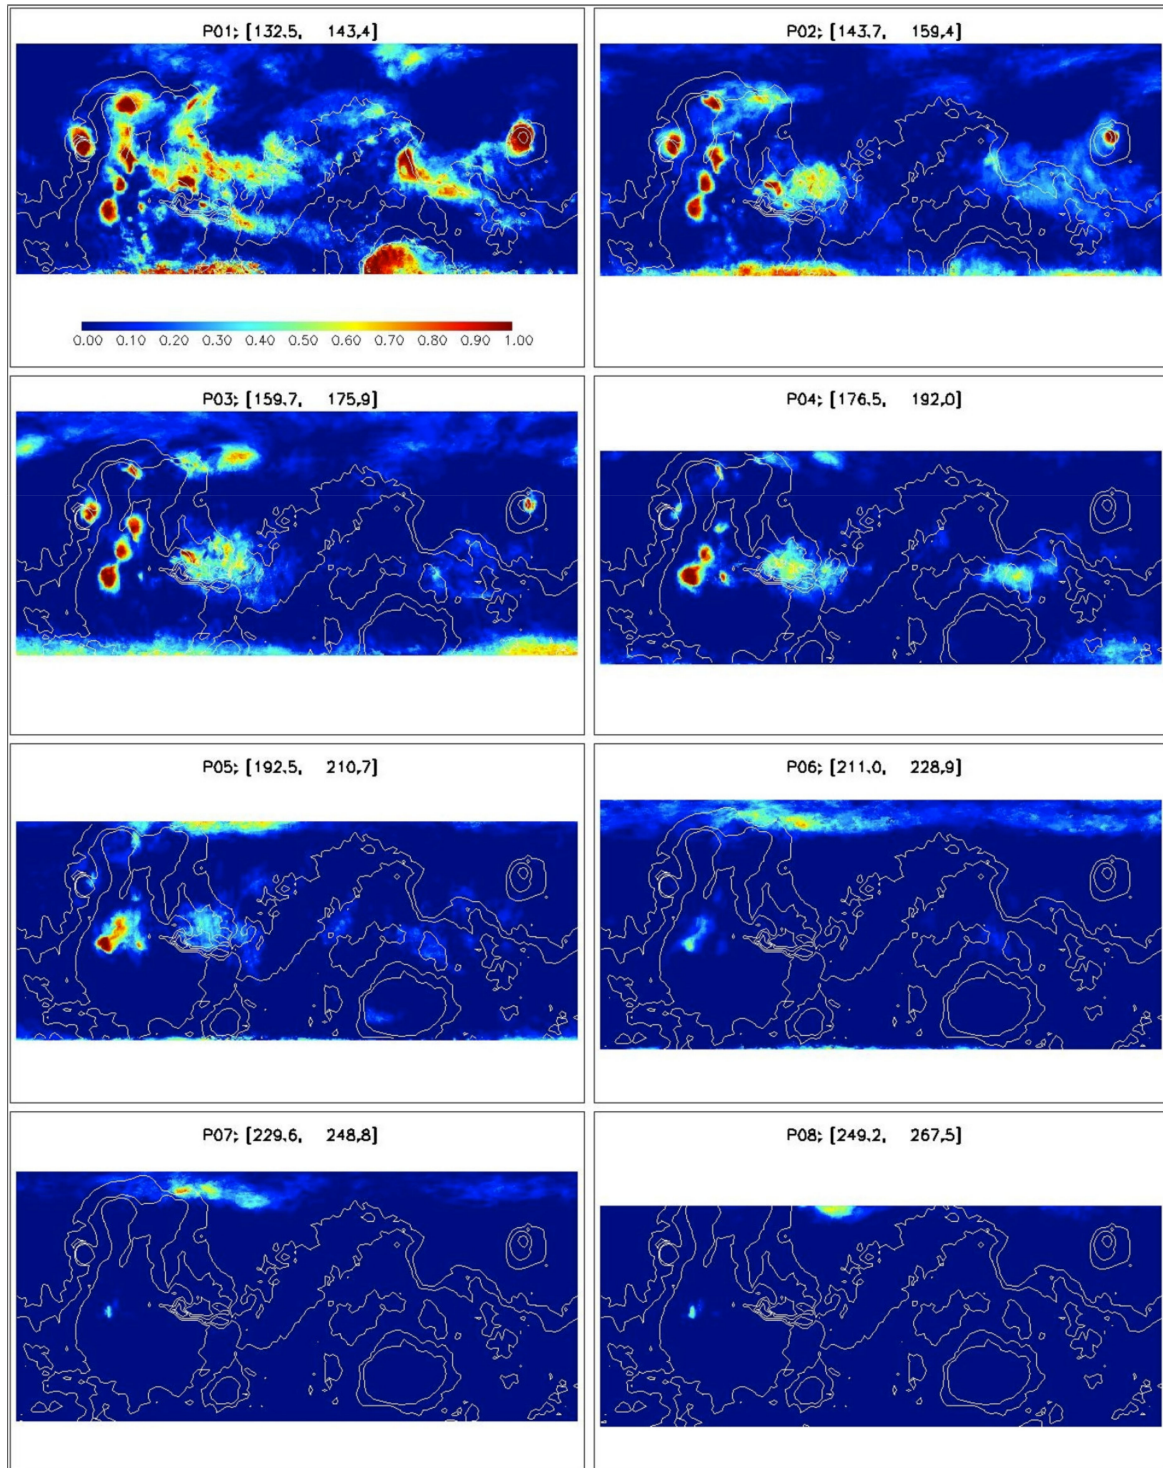 P01; [132.5, 143.4]
P02; [143.7, 159.4]
0.00 0.10 0.20 0.30 0.40 0.50 0.60 0.70 0.80 0.90 1.00
P03; [159.7, 175.9]
P04; [176.5, 192.0]
P05; [192.5, 210.7]
P06; [211.0, 228.9]
P07; [229.6, 248.8]
P08; [249.2, 267.5]